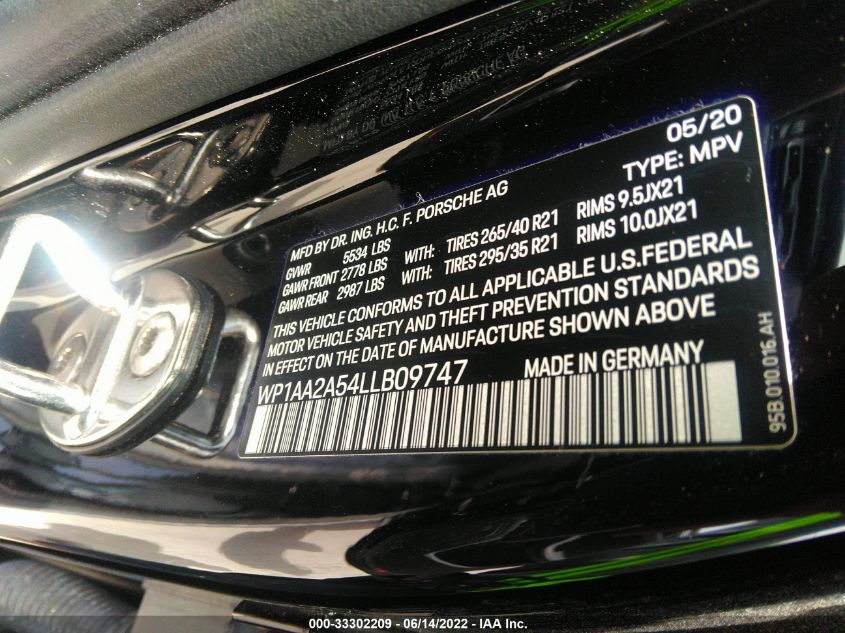 05/20
MFD BY DR. ING. H.C. F. PORSCHE AG TYPE: MPV
GVWR 5534 LBS
GAWR FRONT 2778 LBS WITH: TIRES 265/40 R21 RIMS 9.5JX21
GAWR REAR 2987 LBS WITH: TIRES 295/35 R21 RIMS 10.0JX21
THIS VEHICLE CONFORMS TO ALL APPLICABLE U.S.FEDERAL
MOTOR VEHICLE SAFETY AND THEFT PREVENTION STANDARDS
IN EFFECT ON THE DATE OF MANUFACTURE SHOWN ABOVE
WP1AA2A54LLB09747 MADE IN GERMANY
95B.010.016.AH
000-33302209 - 06/14/2022 - IAA Inc.